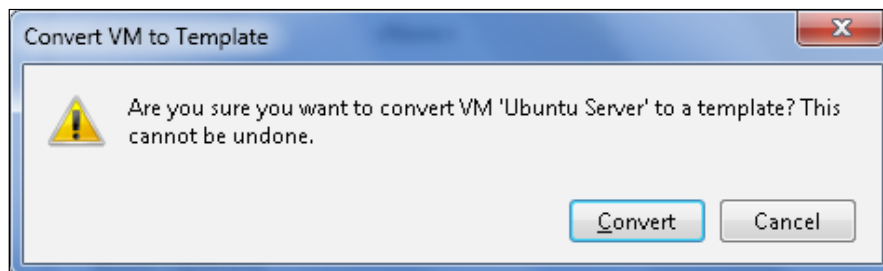 Convert VM to Template
Are you sure you want to convert VM 'Ubuntu Server' to a template? This
cannot be undone.
Convert
Cancel